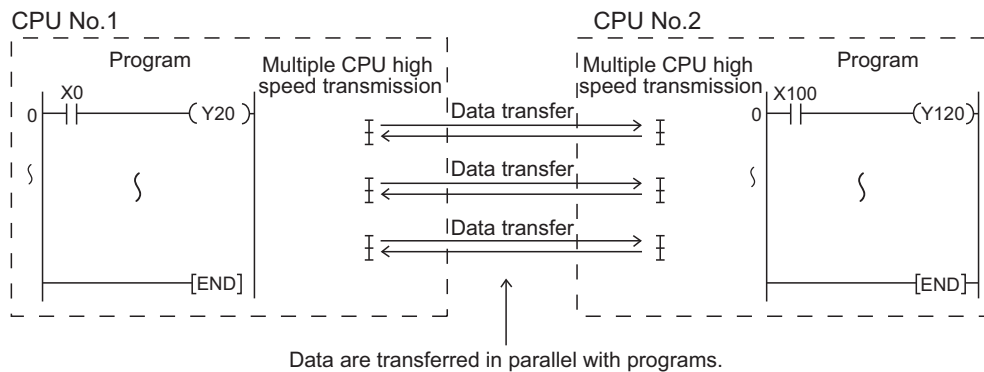 CPU No.1
Program
Multiple CPU high
speed transmission
0
X0
Y20
[END]
Data transfer
Data transfer
Data transfer
CPU No.2
Multiple CPU high
speed transmission
Program
0
X100
Y120
[END]
Data are transferred in parallel with programs.